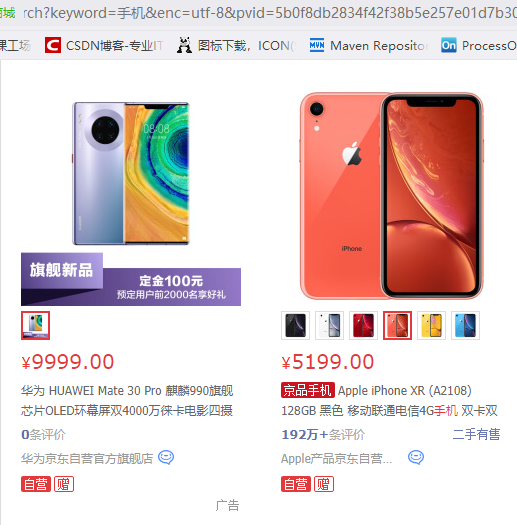 商城 rch?keyword=手机&enc=utf-8&pvid=5b0f8db2834f42f38b5e257e01d7b30
课工场 CSDN博客-专业IT 图标下载，ICON( Maven Reposito ProcessO
旗舰新品
定金100元
预定用户前2000名享好礼
iPhone
¥9999.00
华为 HUAWEI Mate 30 Pro 麒麟990旗舰
芯片OLED环幕屏双4000万徕卡电影四摄
0条评价
华为京东自营官方旗舰店
自营 赠
广告
¥5199.00
京品手机 Apple iPhone XR (A2108)
128GB 黑色 移动联通电信4G手机 双卡双
192万+条评价 二手有售
Apple产品京东自营...
自营 赠